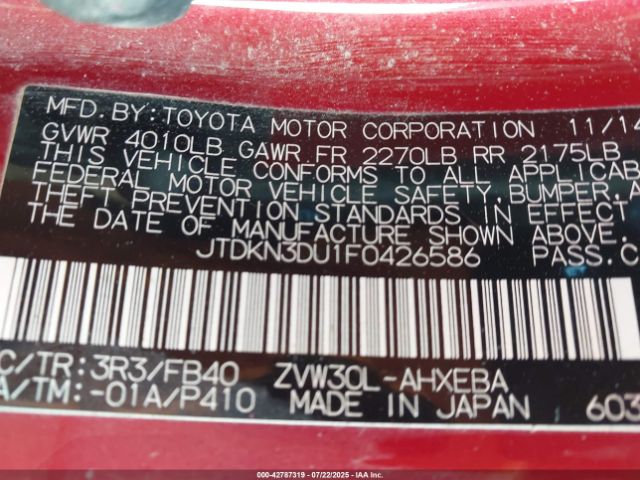 MFD. BY: TOYOTA MOTOR CORPORATION 11/14
GVWR 4010LB GAWR FR 2270LB RR 2175LB
THIS VEHICLE CONFORMS TO ALL APPLICAB
FEDERAL MOTOR VEHICLE SAFETY, BUMPER, A
THEFT PREVENTION STANDARDS IN EFFECT
THE DATE OF MANUFACTURE SHOWN ABOVE.
JTDKN3DU1F0426586 PASS.C
C/TR: 3R3/FB40 ZVW30L-AHXEBA
A/TM: -01A/P410 MADE IN JAPAN 603
000-42787319 07/22/2025 IAAI.COM